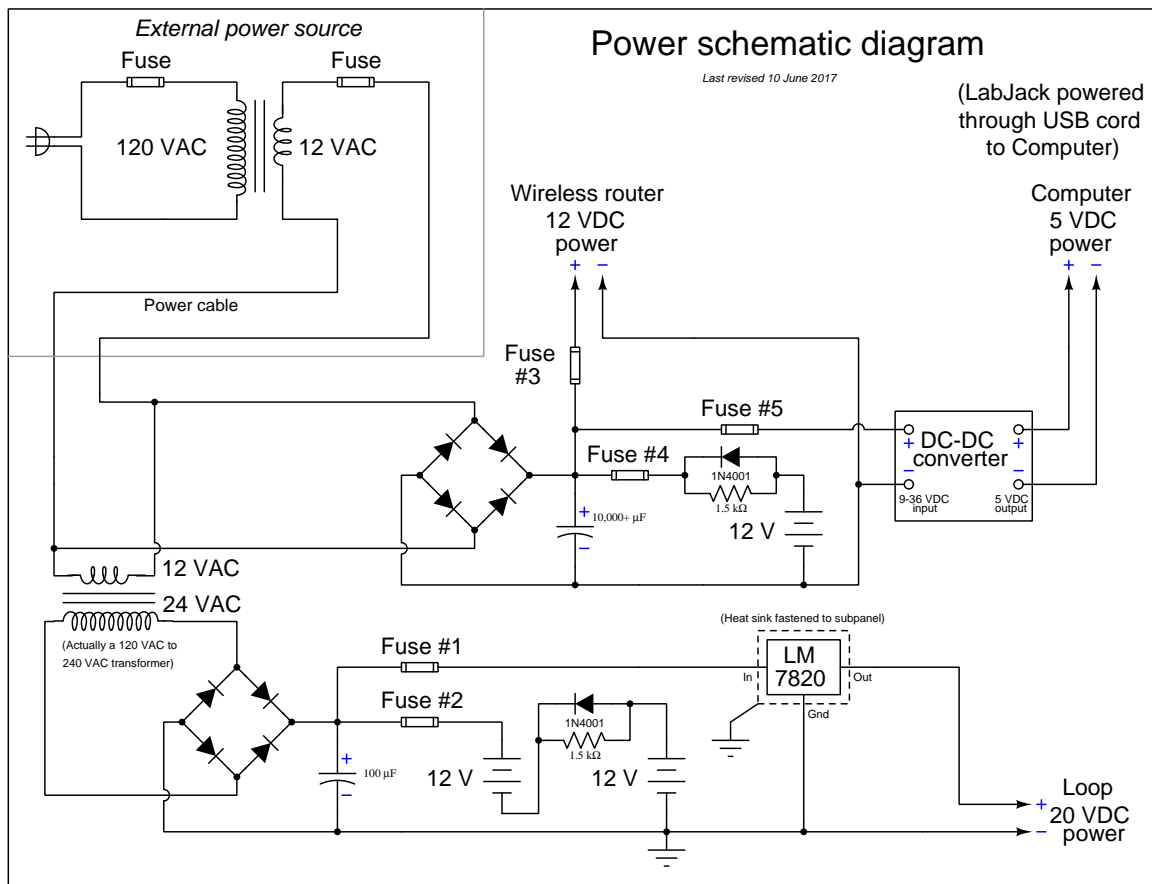 External power source
Fuse
Fuse
120 VAC
12 VAC
Power cable
Power schematic diagram
Last revised 10 June 2017
(LabJack powered
through USB cord
to Computer)
Wireless router
12 VDC
power
+ −
Computer
5 VDC
power
+ −
Fuse
#3
Fuse #5
Fuse #4
1N4001
1.5 kΩ
+
10,000+ µF
−
12 V
DC-DC
converter
+
−
+
−
9-36 VDC
input
5 VDC
output
12 VAC
24 VAC
(Actually a 120 VAC to
240 VAC transformer)
Fuse #1
Fuse #2
+
100 µF
−
12 V
1N4001
1.5 kΩ
12 V
(Heat sink fastened to subpanel)
LM
7820
In
Out
Gnd
Loop
+ 20 VDC
− power